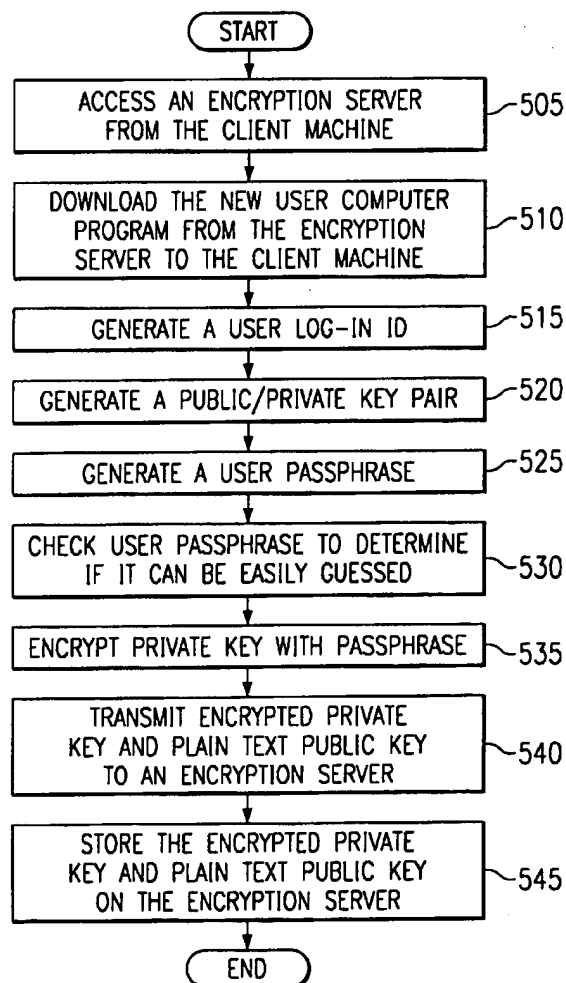 START
ACCESS AN ENCRYPTION SERVER
FROM THE CLIENT MACHINE
505
DOWNLOAD THE NEW USER COMPUTER
PROGRAM FROM THE ENCRYPTION
SERVER TO THE CLIENT MACHINE
510
GENERATE A USER LOG-IN ID
515
GENERATE A PUBLIC/PRIVATE KEY PAIR
520
GENERATE A USER PASSPHRASE
525
CHECK USER PASSPHRASE TO DETERMINE
IF IT CAN BE EASILY GUESSED
530
ENCRYPT PRIVATE KEY WITH PASSPHRASE
535
TRANSMIT ENCRYPTED PRIVATE
KEY AND PLAIN TEXT PUBLIC KEY
TO AN ENCRYPTION SERVER
540
STORE THE ENCRYPTED PRIVATE
KEY AND PLAIN TEXT PUBLIC KEY
ON THE ENCRYPTION SERVER
545
END